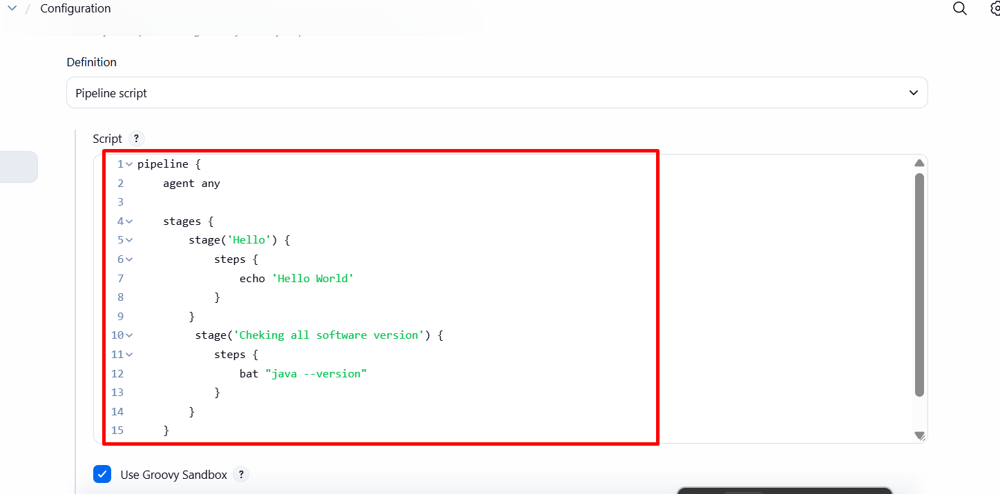 / Configuration
Definition
Pipeline script
Script ?
1 pipeline {
2     agent any
3
4     stages {
5         stage('Hello') {
6             steps {
7                 echo 'Hello World'
8             }
9         }
10         stage('Cheking all software version') {
11             steps {
12                 bat "java --version"
13             }
14         }
15     }
Use Groovy Sandbox ?